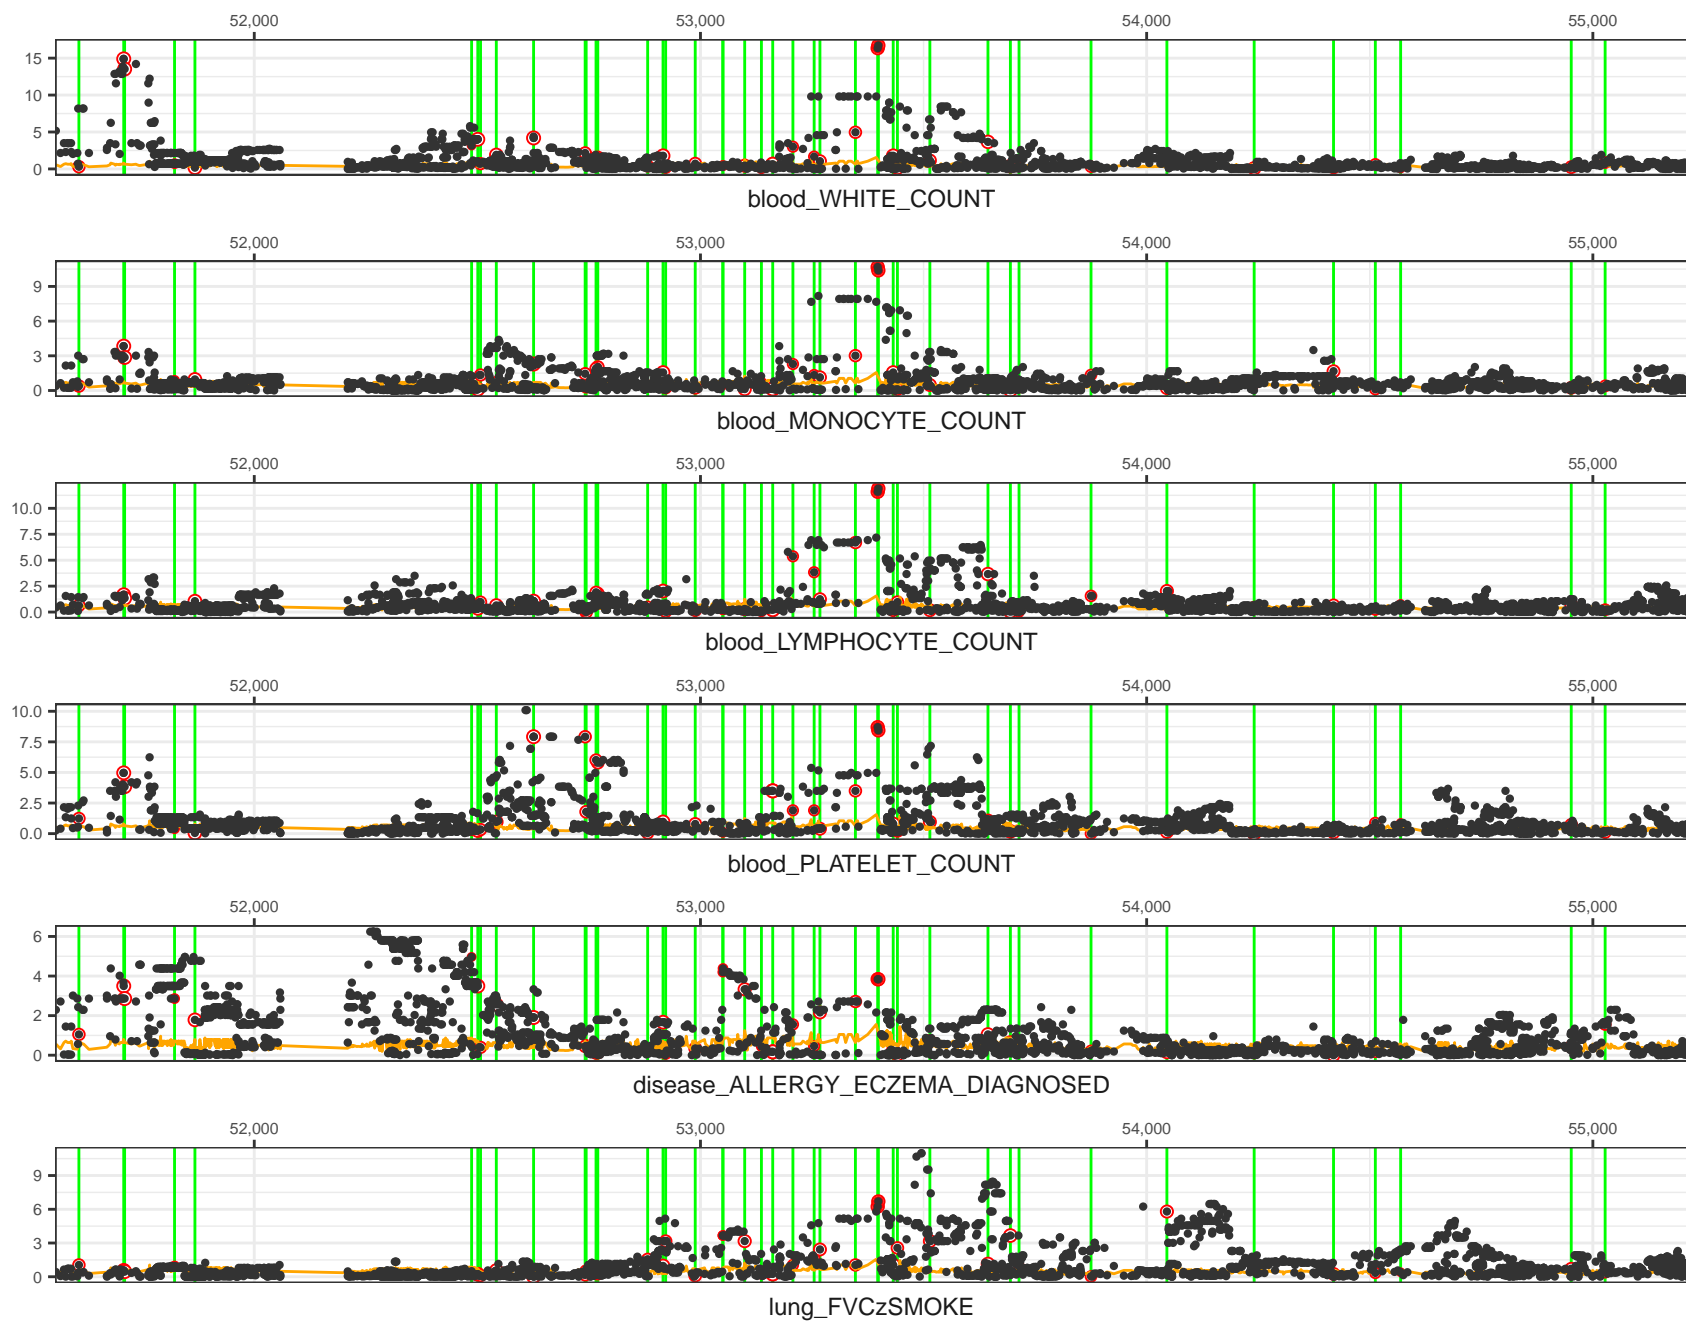 52,000 53,000 54,000 55,000
15
10
5
0
blood_WHITE_COUNT
52,000 53,000 54,000 55,000
9
6
3
0
blood_MONOCYTE_COUNT
52,000 53,000 54,000 55,000
10.0
7.5
5.0
2.5
0.0
blood_LYMPHOCYTE_COUNT
52,000 53,000 54,000 55,000
10.0
7.5
5.0
2.5
0.0
blood_PLATELET_COUNT
52,000 53,000 54,000 55,000
6
4
2
0
disease_ALLERGY_ECZEMA_DIAGNOSED
52,000 53,000 54,000 55,000
9
6
3
0
lung_FVCzSMOKE